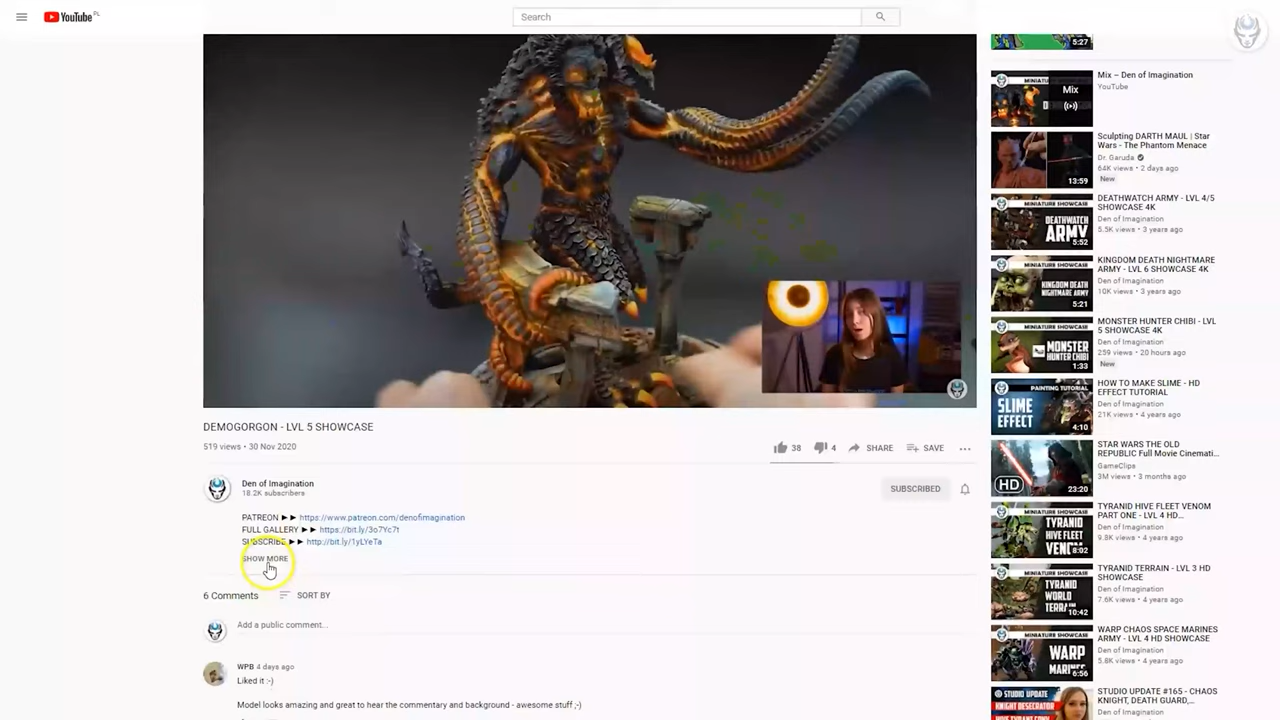 YouTube PL
Search
5:27
Mix – Den of Imagination
YouTube
Mix
Sculpting DARTH MAUL | Star
Wars - The Phantom Menace
Dr. Garuda
64K views • 2 days ago
New
13:59
DEATHWATCH ARMY - LVL 4/5
SHOWCASE 4K
Den of Imagination
5.5K views • 3 years ago
MINIATURE SHOWCASE
DEATHWATCH
ARMY
5:52
KINGDOM DEATH NIGHTMARE
ARMY - LVL 6 SHOWCASE 4K
Den of Imagination
10K views • 3 years ago
MINIATURE SHOWCASE
KINGDOM DEATH
NIGHTMARE
ARMY
5:21
MONSTER HUNTER CHIBI - LVL
5 SHOWCASE 4K
Den of Imagination
259 views • 20 hours ago
New
MINIATURE SHOWCASE
MONSTER
HUNTER
1:33
HOW TO MAKE SLIME - HD
EFFECT TUTORIAL
Den of Imagination
21K views • 4 years ago
PAINTING TUTORIAL
SLIME
EFFECT
4:10
STAR WARS THE OLD
REPUBLIC Full Movie Cinemati...
GameClips
3M views • 3 months ago
HD
23:20
TYRANID HIVE FLEET VENOM
PART ONE - LVL 4 HD...
Den of Imagination
9.8K views • 4 years ago
MINIATURE SHOWCASE
TYRANID
HIVE FLEET
8:02
TYRANID TERRAIN - LVL 3 HD
SHOWCASE
Den of Imagination
7.6K views • 4 years ago
MINIATURE SHOWCASE
TYRANID
WORLD
10:42
WARP CHAOS SPACE MARINES
ARMY - LVL 4 HD SHOWCASE
Den of Imagination
5.8K views • 4 years ago
MINIATURE SHOWCASE
WARP
6:56
STUDIO UPDATE #165 - CHAOS
KNIGHT, DEATH GUARD,...
Den of Imagination
STUDIO UPDATE
KNIGHT DESECRATOR
DEMOGORGON - LVL 5 SHOWCASE
519 views • 30 Nov 2020
38
4
SHARE
SAVE
Den of Imagination
18.2K subscribers
SUBSCRIBED
PATREON ►► https://www.patreon.com/denofimagination
FULL GALLERY ►► https://bit.ly/3o7Yc7t
SUBSCRIBE ►► http://bit.ly/1yLYeTa
SHOW MORE
6 Comments
SORT BY
Add a public comment...
WPB 4 days ago
Liked it :-)
Model looks amazing and great to hear the commentary and background - awesome stuff ;-)